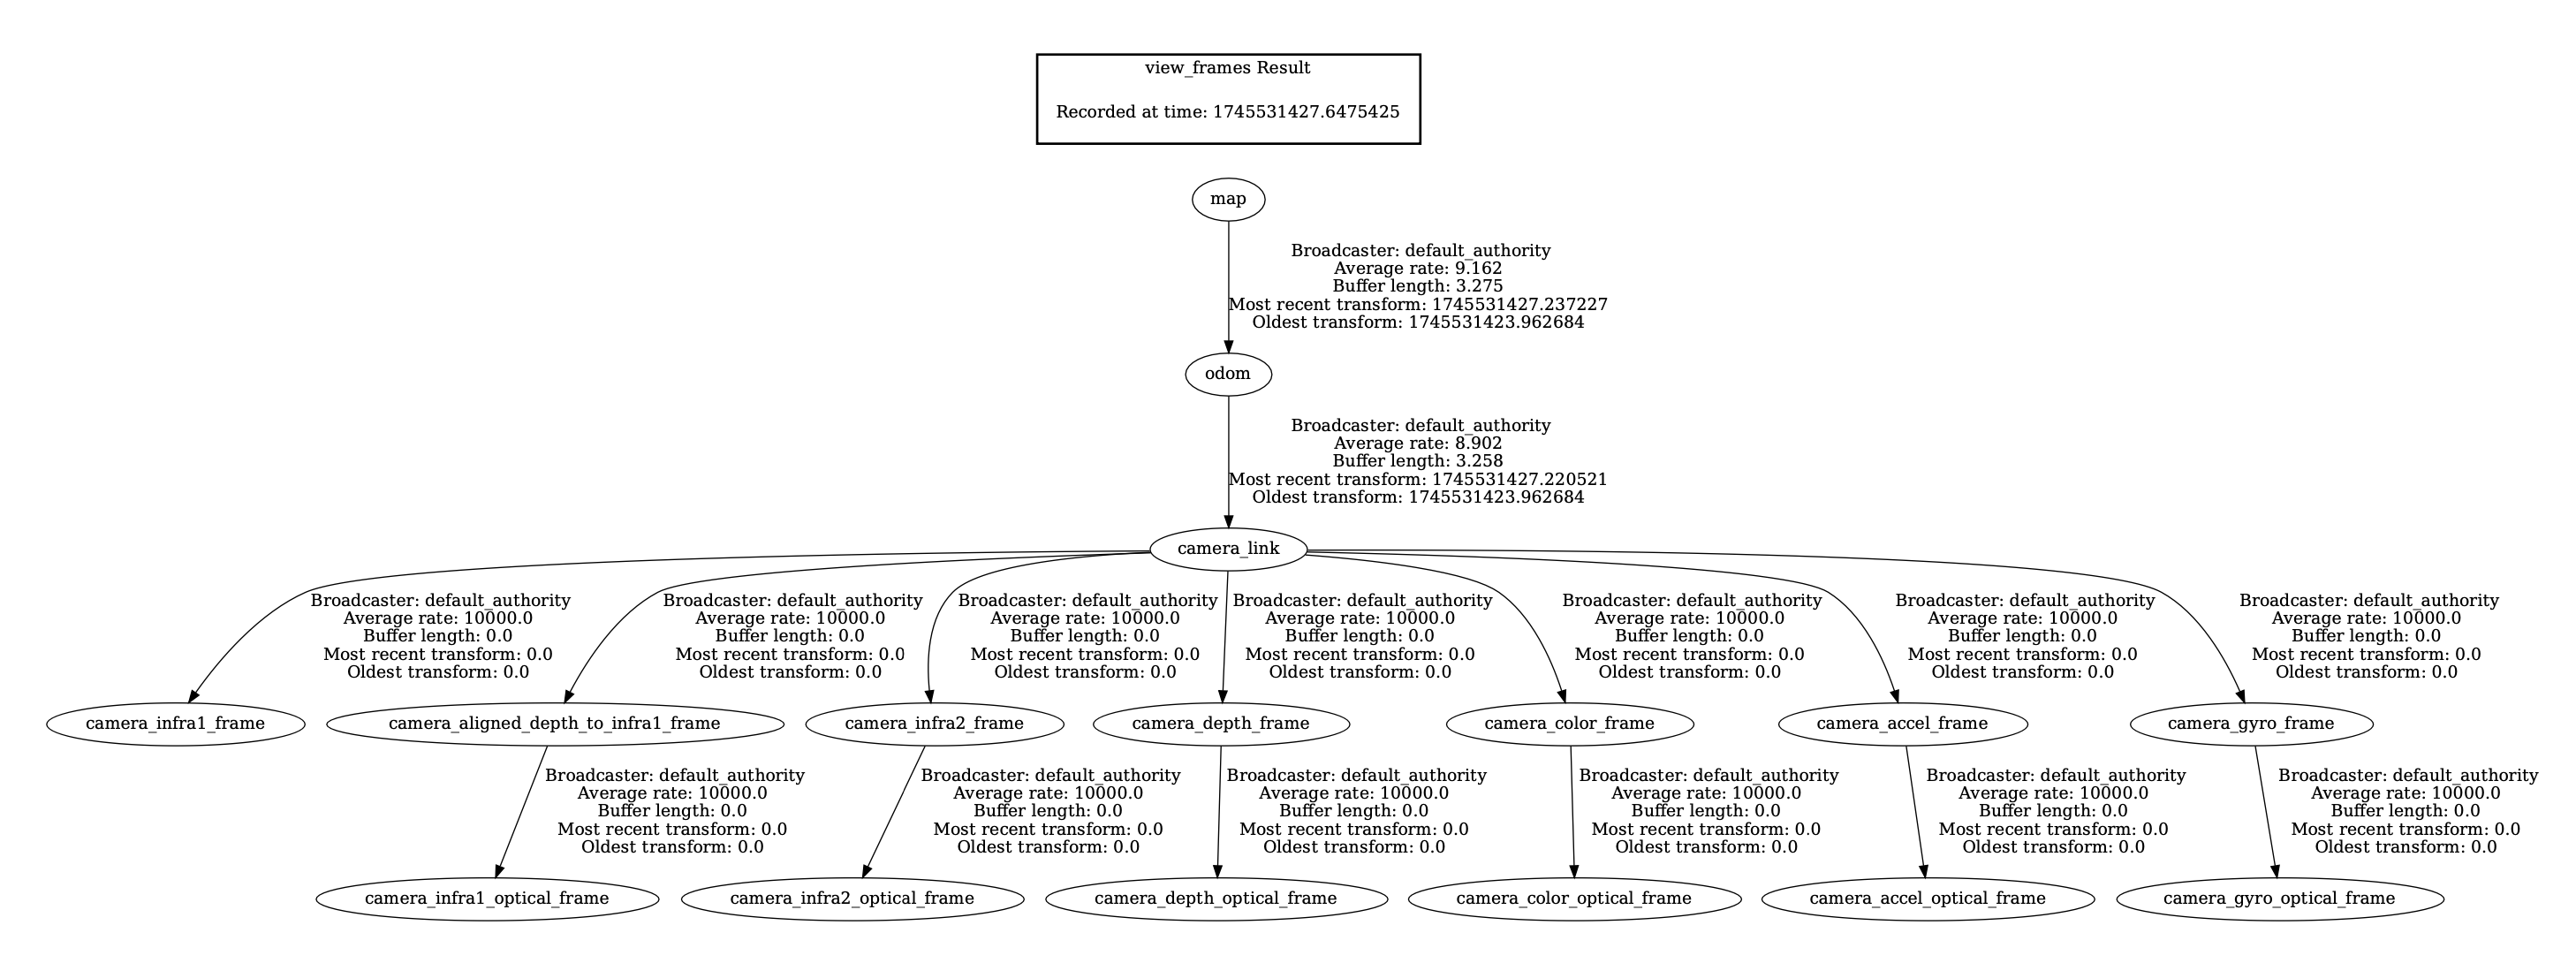 view_frames Result
Recorded at time: 1745531427.6475425
map
Broadcaster: default_authority
Average rate: 9.162
Buffer length: 3.275
Most recent transform: 1745531427.237227
Oldest transform: 1745531423.962684
odom
Broadcaster: default_authority
Average rate: 8.902
Buffer length: 3.258
Most recent transform: 1745531427.220521
Oldest transform: 1745531423.962684
camera_link
Broadcaster: default_authority
Average rate: 10000.0
Buffer length: 0.0
Most recent transform: 0.0
Oldest transform: 0.0
Broadcaster: default_authority
Average rate: 10000.0
Buffer length: 0.0
Most recent transform: 0.0
Oldest transform: 0.0
Broadcaster: default_authority
Average rate: 10000.0
Buffer length: 0.0
Most recent transform: 0.0
Oldest transform: 0.0
Broadcaster: default_authority
Average rate: 10000.0
Buffer length: 0.0
Most recent transform: 0.0
Oldest transform: 0.0
Broadcaster: default_authority
Average rate: 10000.0
Buffer length: 0.0
Most recent transform: 0.0
Oldest transform: 0.0
Broadcaster: default_authority
Average rate: 10000.0
Buffer length: 0.0
Most recent transform: 0.0
Oldest transform: 0.0
Broadcaster: default_authority
Average rate: 10000.0
Buffer length: 0.0
Most recent transform: 0.0
Oldest transform: 0.0
camera_infra1_frame
camera_aligned_depth_to_infra1_frame
camera_infra2_frame
camera_depth_frame
camera_color_frame
camera_accel_frame
camera_gyro_frame
Broadcaster: default_authority
Average rate: 10000.0
Buffer length: 0.0
Most recent transform: 0.0
Oldest transform: 0.0
Broadcaster: default_authority
Average rate: 10000.0
Buffer length: 0.0
Most recent transform: 0.0
Oldest transform: 0.0
Broadcaster: default_authority
Average rate: 10000.0
Buffer length: 0.0
Most recent transform: 0.0
Oldest transform: 0.0
Broadcaster: default_authority
Average rate: 10000.0
Buffer length: 0.0
Most recent transform: 0.0
Oldest transform: 0.0
Broadcaster: default_authority
Average rate: 10000.0
Buffer length: 0.0
Most recent transform: 0.0
Oldest transform: 0.0
Broadcaster: default_authority
Average rate: 10000.0
Buffer length: 0.0
Most recent transform: 0.0
Oldest transform: 0.0
camera_infra1_optical_frame
camera_infra2_optical_frame
camera_depth_optical_frame
camera_color_optical_frame
camera_accel_optical_frame
camera_gyro_optical_frame